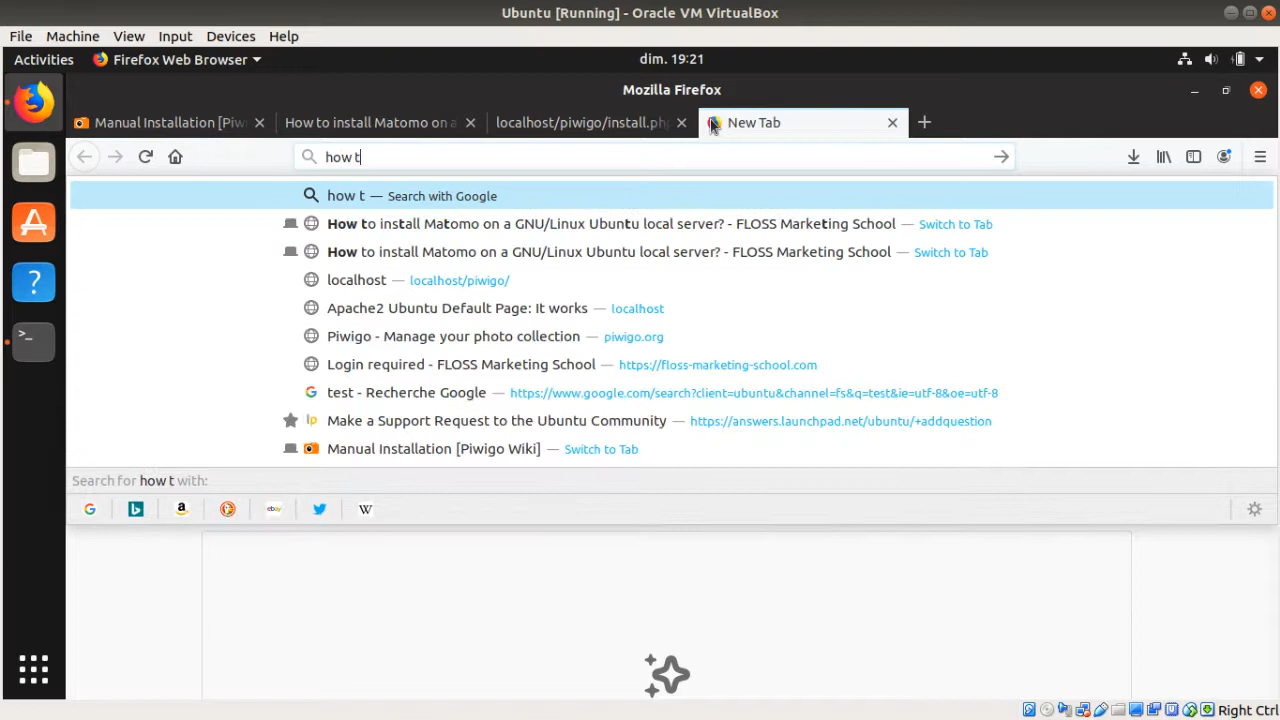 Ubuntu [Running] - Oracle VM VirtualBox
File Machine View Input Devices Help
Activities Firefox Web Browser dim. 19:21
Mozilla Firefox
Manual Installation [Piw How to install Matomo on a localhost/piwigo/install.php New Tab
how t
how t — Search with Google
How to install Matomo on a GNU/Linux Ubuntu local server? - FLOSS Marketing School — Switch to Tab
How to install Matomo on a GNU/Linux Ubuntu local server? - FLOSS Marketing School — Switch to Tab
localhost — localhost/piwigo/
Apache2 Ubuntu Default Page: It works — localhost
Piwigo - Manage your photo collection — piwigo.org
Login required - FLOSS Marketing School — https://floss-marketing-school.com
test - Recherche Google — https://www.google.com/search?client=ubuntu&channel=fs&q=test&ie=utf-8&oe=utf-8
lp Make a Support Request to the Ubuntu Community — https://answers.launchpad.net/ubuntu/+addquestion
Manual Installation [Piwigo Wiki] — Switch to Tab
Search for how t with:
G b a ebay W
Right Ctrl